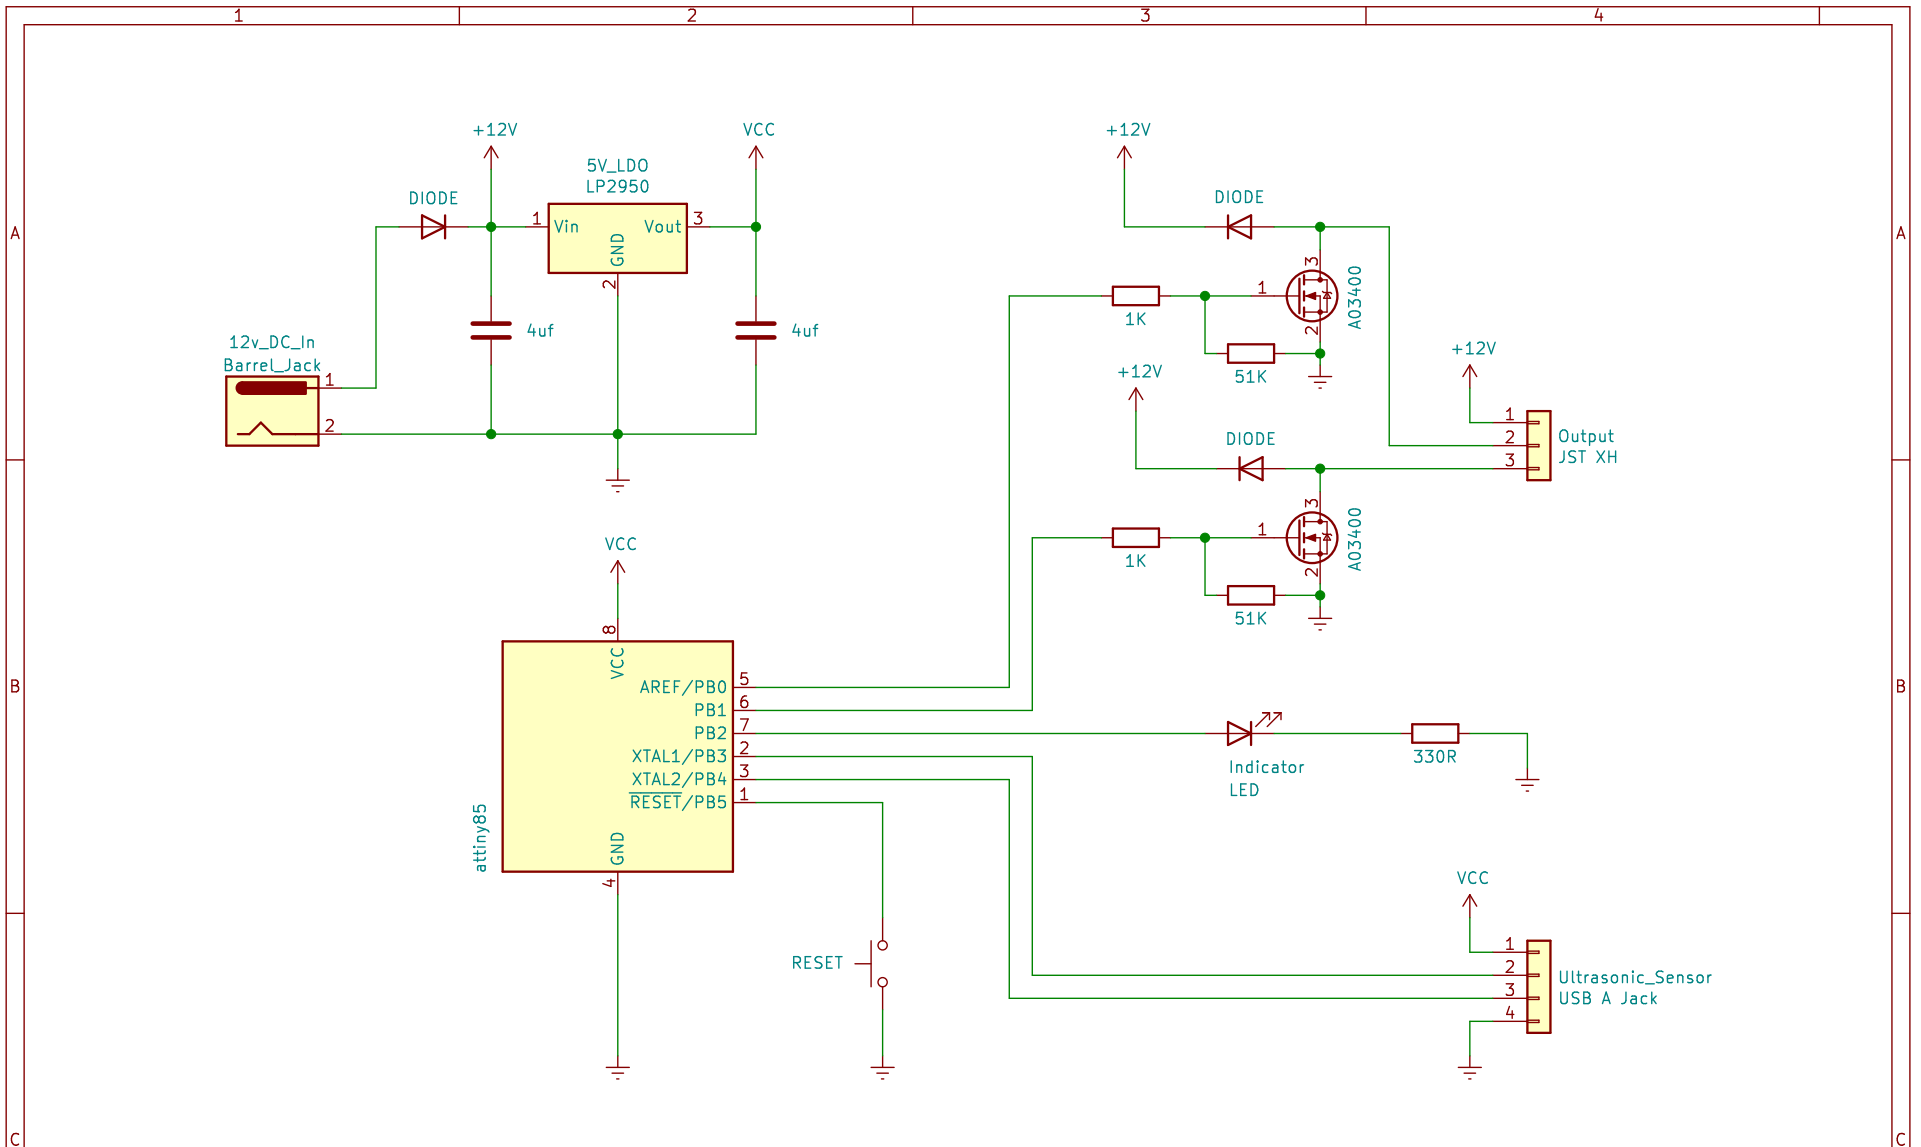 1
2
3
4
A
A
B
B
C
C
+12V
VCC
+12V
5V_LDO
LP2950
DIODE
1
Vin
Vout
3
GND
2
4uf
4uf
12v_DC_In
Barrel_Jack
1
2
DIODE
3
1
2
1K
51K
A03400
+12V
DIODE
3
1
2
1K
51K
A03400
+12V
1
2
3
Output
JST XH
VCC
8
VCC
AREF/PB0
5
PB1
6
PB2
7
XTAL1/PB3
2
XTAL2/PB4
3
RESET/PB5
1
attiny85
GND
4
Indicator
LED
330R
RESET
VCC
1
2
3
4
Ultrasonic_Sensor
USB A Jack